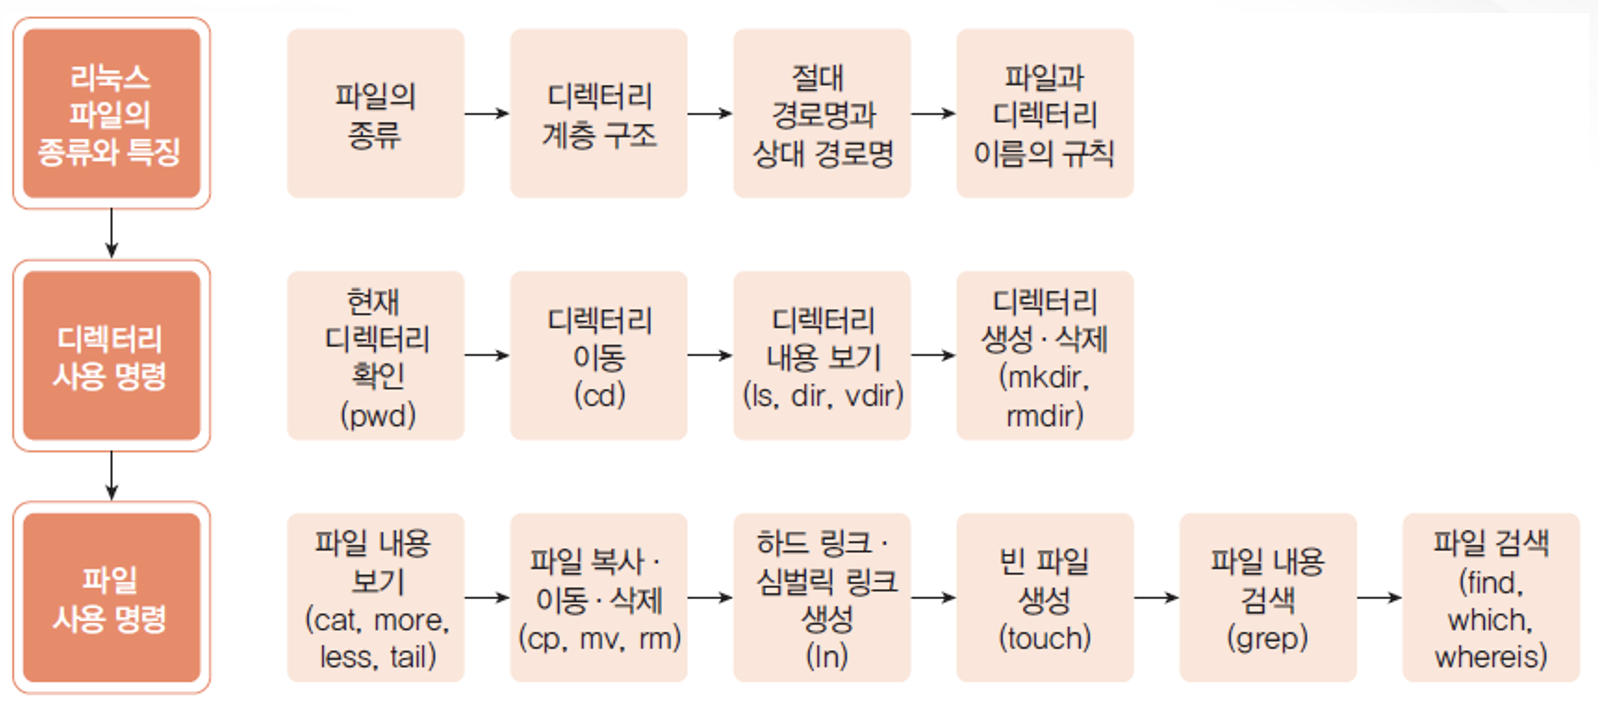 리눅스
파일의
종류와 특징
파일의
종류
디렉터리
계층 구조
절대
경로명과
상대 경로명
파일과
디렉터리
이름의 규칙
디렉터리
사용 명령
현재
디렉터리
확인
(pwd)
디렉터리
이동
(cd)
디렉터리
내용 보기
(ls, dir, vdir)
디렉터리
생성·삭제
(mkdir,
rmdir)
파일
사용 명령
파일 내용
보기
(cat, more,
less, tail)
파일 복사·
이동·삭제
(cp, mv, rm)
하드 링크·
심벌릭 링크
생성
(ln)
빈 파일
생성
(touch)
파일 내용
검색
(grep)
파일 검색
(find,
which,
whereis)